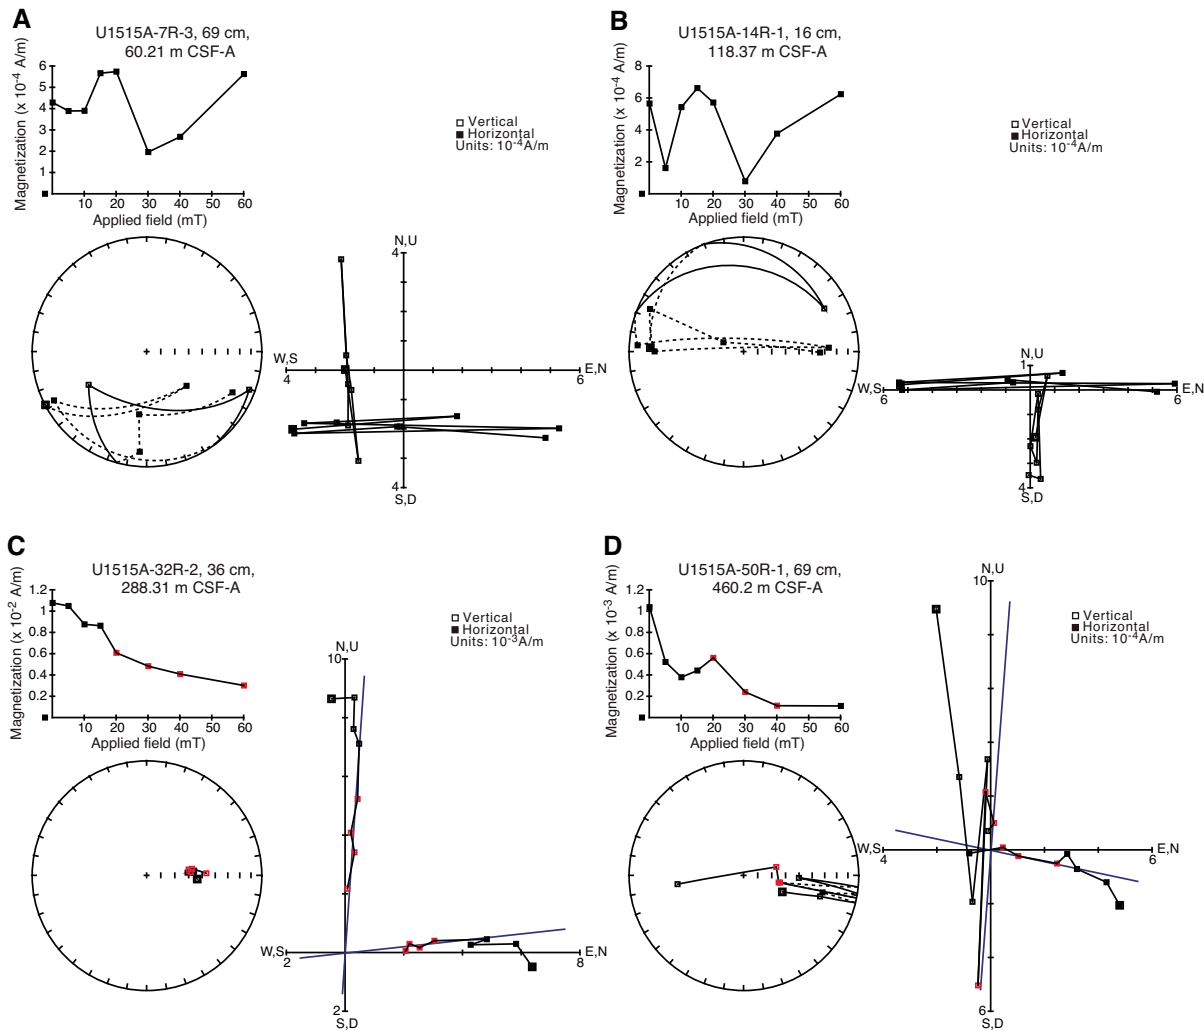 A
U1515A-7R-3, 69 cm,
60.21 m CSF-A
Magnetization (x 10-4 A/m)
6
5
4
3
2
1
10 20 30 40 50 60
Applied field (mT)
Vertical
Horizontal
Units: 10-4A/m
N,U
4
W,S
4
E,N
6
4
S,D
B
U1515A-14R-1, 16 cm,
118.37 m CSF-A
Magnetization (x 10-4 A/m)
8
6
4
2
10 20 30 40 50 60
Applied field (mT)
Vertical
Horizontal
Units: 10-4A/m
N,U
1
W,S
6
E,N
6
4
S,D
C
U1515A-32R-2, 36 cm,
288.31 m CSF-A
Magnetization (x 10-2 A/m)
1.2
1
0.8
0.6
0.4
0.2
10 20 30 40 50 60
Applied field (mT)
Vertical
Horizontal
Units: 10-3A/m
N,U
10
W,S
2
E,N
8
2
S,D
D
U1515A-50R-1, 69 cm,
460.2 m CSF-A
Magnetization (x 10-3 A/m)
1.2
1
0.8
0.6
0.4
0.2
10 20 30 40 50 60
Applied field (mT)
Vertical
Horizontal
Units: 10-4A/m
N,U
10
W,S
4
E,N
6
6
S,D